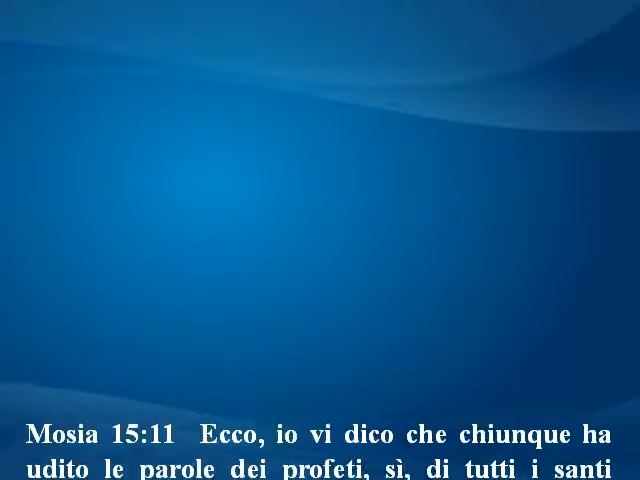 Mosia 15:11 Ecco, io vi dico che chiunque ha
udito le parole dei profeti, sì, di tutti i santi